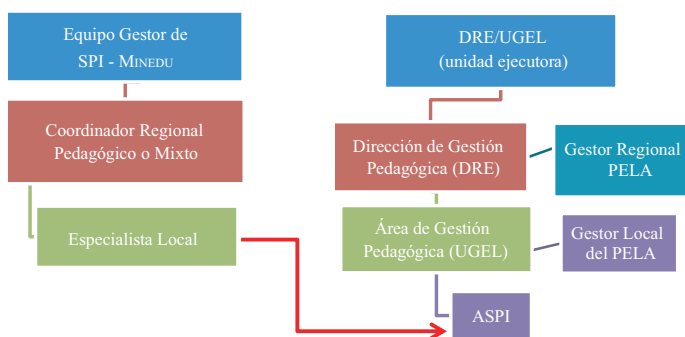 Equipo Gestor de
SPI - MINEDU
Coordinador Regional
Pedagógico o Mixto
Especialista Local
DRE/UGEL
(unidad ejecutora)
Dirección de Gestión
Pedagógica (DRE)
Gestor Regional
PELA
Área de Gestión
Pedagógica (UGEL)
Gestor Local
del PELA
ASPI